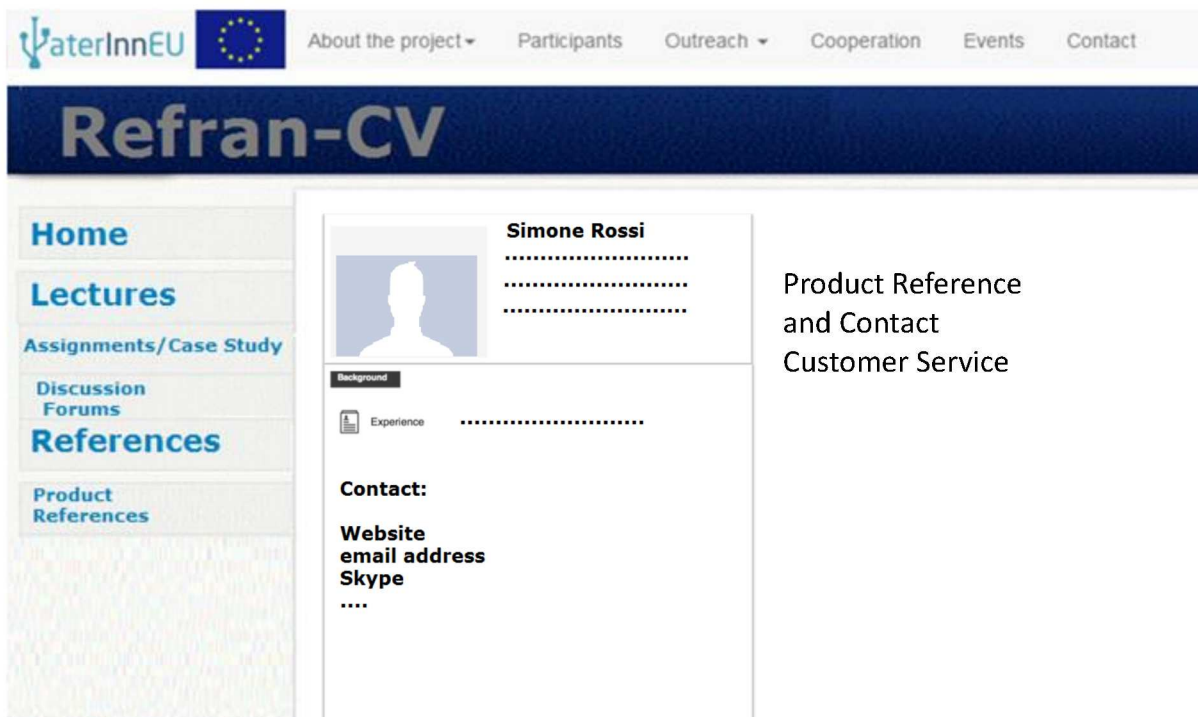 WaterInnEU
About the project
Participants
Outreach
Cooperation
Events
Contact
Refran-CV
Home
Lectures
Assignments/Case Study
Discussion
Forums
References
Product
References
Simone Rossi
..........................
..........................
..........................
Background
Experience ..........................
Contact:
Website
email address
Skype
....
Product Reference
and Contact
Customer Service